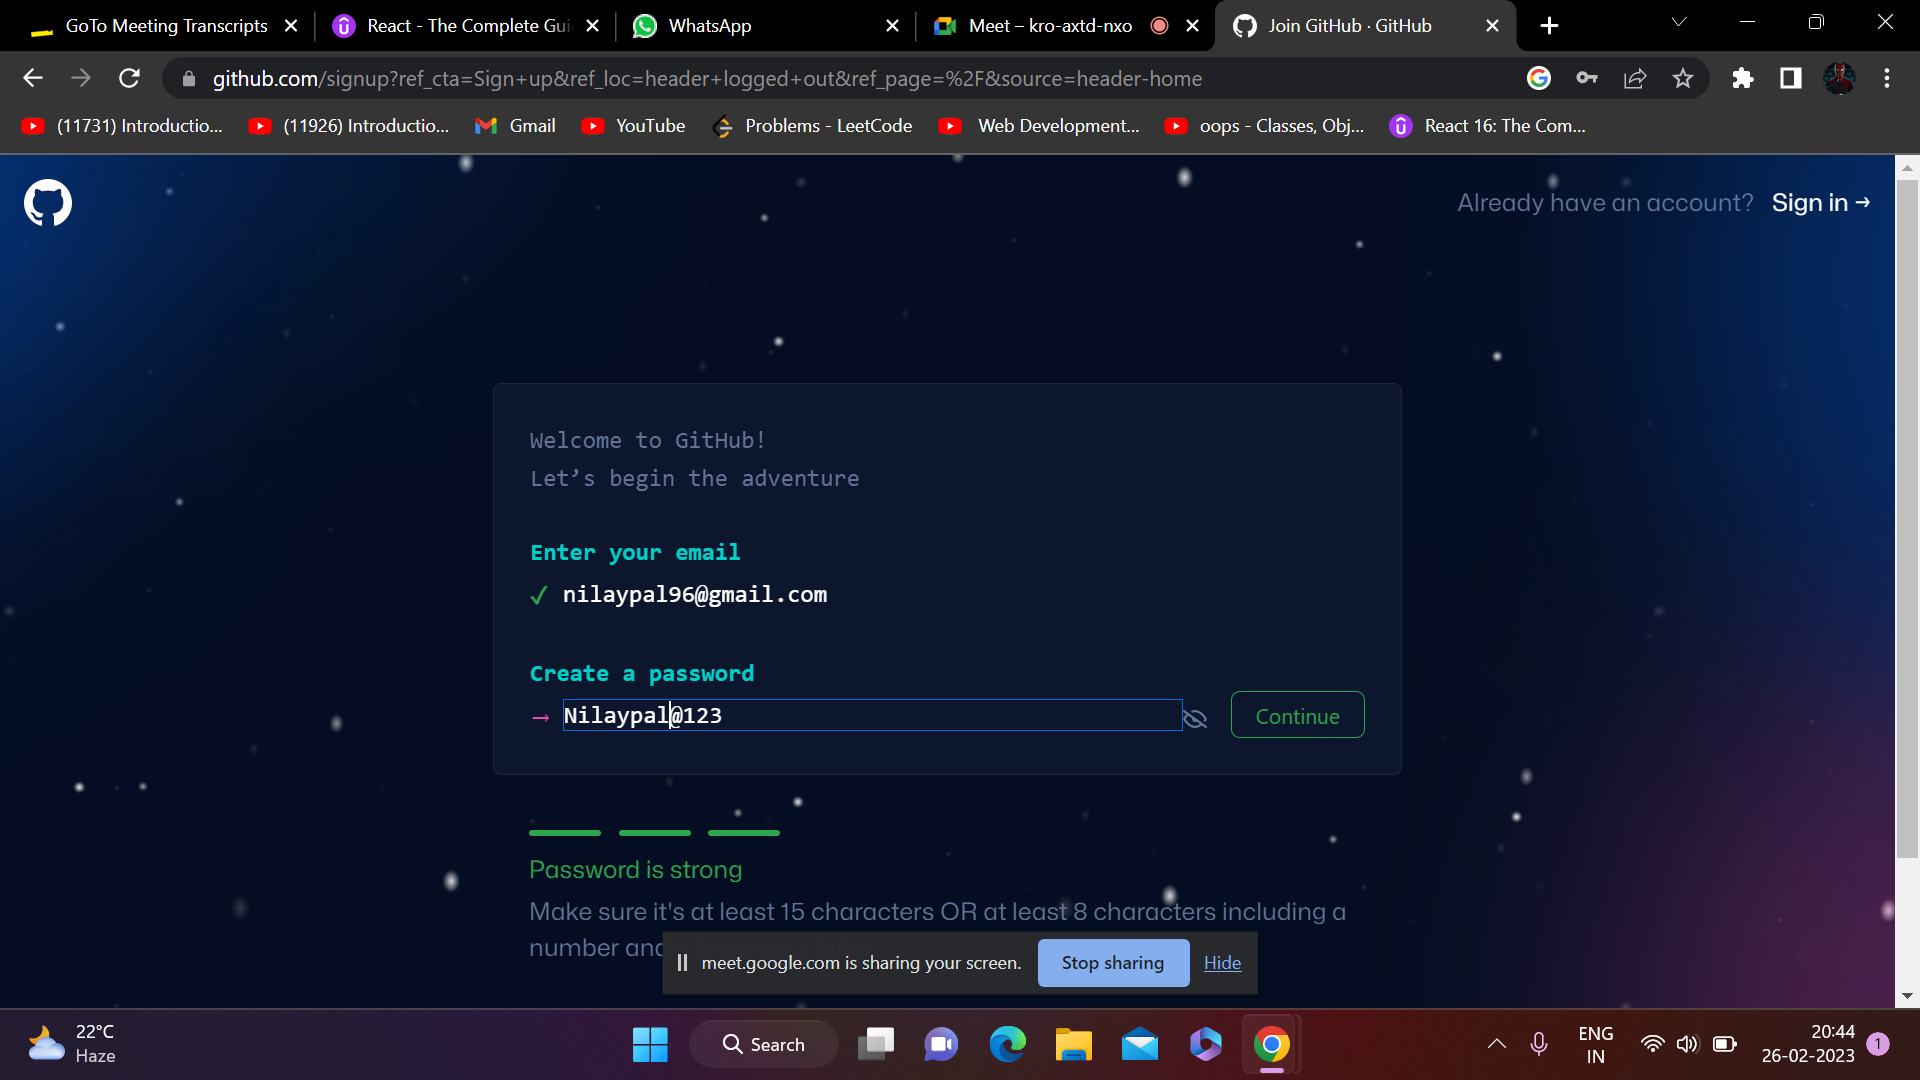 GoTo Meeting Transcripts
React - The Complete Gui
WhatsApp
Meet – kro-axtd-nxo
Join GitHub · GitHub
github.com/signup?ref_cta=Sign+up&ref_loc=header+logged+out&ref_page=%2F&source=header-home
(11731) Introductio...
(11926) Introductio...
Gmail
YouTube
Problems - LeetCode
Web Development...
oops - Classes, Obj...
React 16: The Com...
Already have an account? Sign in →
Welcome to GitHub!
Let’s begin the adventure
Enter your email
✓ nilaypal96@gmail.com
Create a password
→ Nilaypal@123
Continue
Password is strong
Make sure it's at least 15 characters OR at least 8 characters including a
number and a lowercase letter.
meet.google.com is sharing your screen.
Stop sharing
Hide
22°C
Haze
Search
ENG
IN
20:44
26-02-2023
1